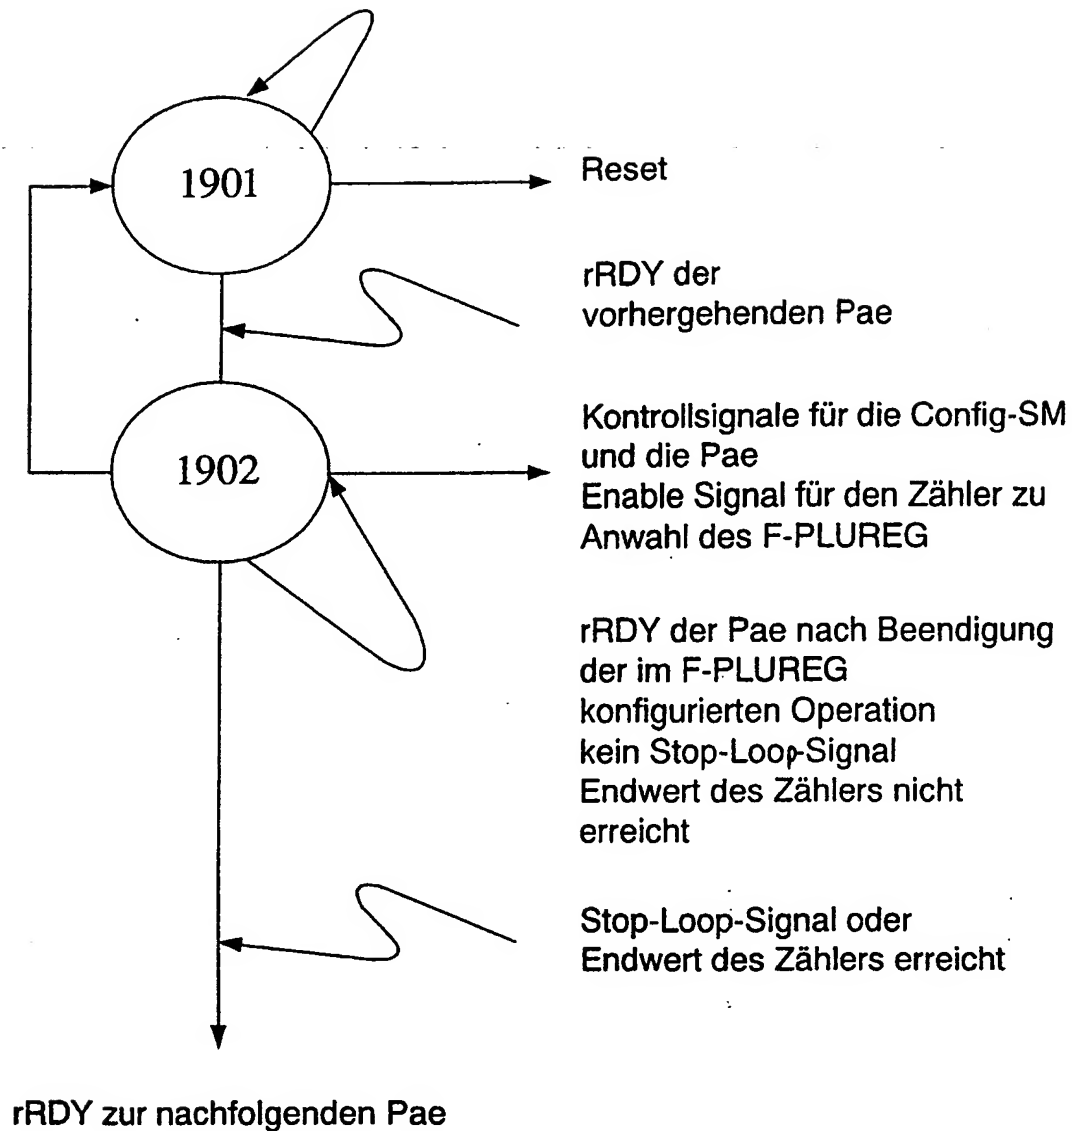 1901
Reset
rRDY der
vorhergehenden Pae
1902
Kontrollsignale für die Config-SM
und die Pae
Enable Signal für den Zähler zu
Anwahl des F-PLUREG
rRDY der Pae nach Beendigung
der im F-PLUREG
konfigurierten Operation
kein Stop-Loop-Signal
Endwert des Zählers nicht
erreicht
Stop-Loop-Signal oder
Endwert des Zählers erreicht
rRDY zur nachfolgenden Pae